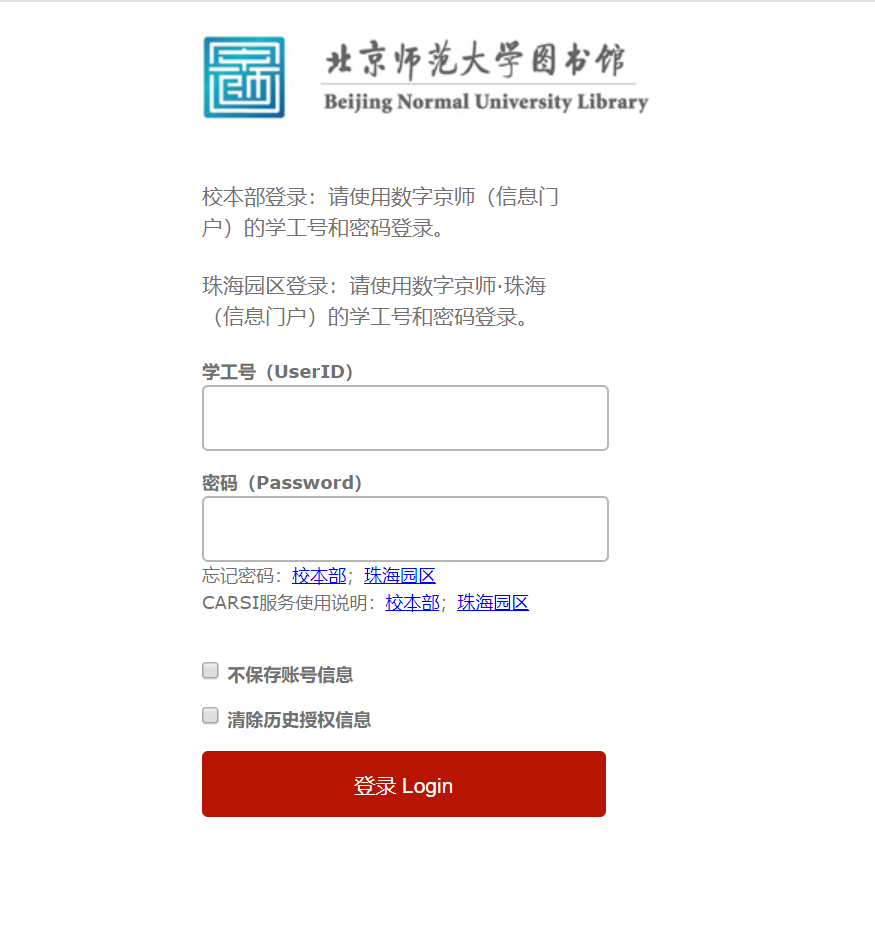 北京师范大学图书馆
Beijing Normal University Library
校本部登录：请使用数字京师（信息门
户）的学工号和密码登录。
珠海园区登录：请使用数字京师·珠海
（信息门户）的学工号和密码登录。
学工号（UserID）
密码（Password）
忘记密码：校本部；珠海园区
CARSI服务使用说明：校本部；珠海园区
不保存账号信息
清除历史授权信息
登录 Login